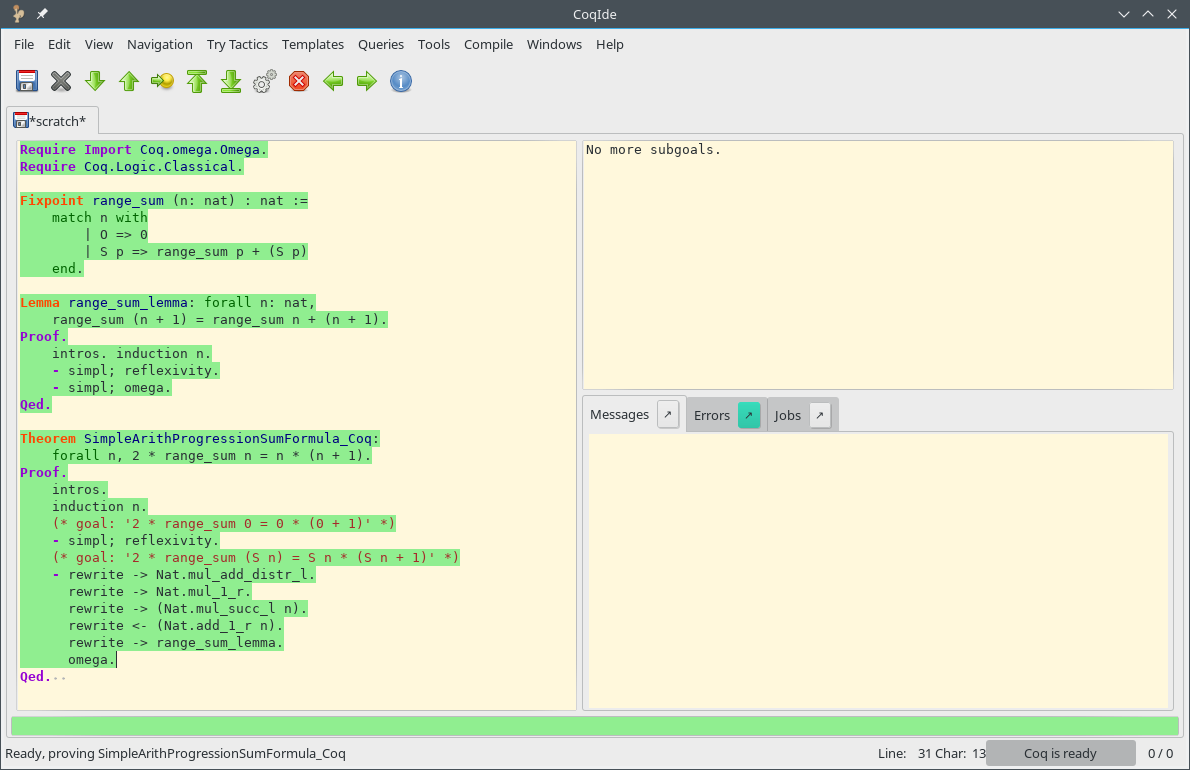 CoqIde
File Edit View Navigation Try Tactics Templates Queries Tools Compile Windows Help
*scratch*
Require Import Coq.omega.Omega.
Require Coq.Logic.Classical.
Fixpoint range_sum (n: nat) : nat :=
    match n with
        | O => 0
        | S p => range_sum p + (S p)
    end.
Lemma range_sum_lemma: forall n: nat,
    range_sum (n + 1) = range_sum n + (n + 1).
Proof.
    intros. induction n.
    - simpl; reflexivity.
    - simpl; omega.
Qed.
Theorem SimpleArithProgressionSumFormula_Coq:
    forall n, 2 * range_sum n = n * (n + 1).
Proof.
    intros.
    induction n.
    (* goal: '2 * range_sum 0 = 0 * (0 + 1)' *)
    - simpl; reflexivity.
    (* goal: '2 * range_sum (S n) = S n * (S n + 1)' *)
    - rewrite -> Nat.mul_add_distr_l.
      rewrite -> Nat.mul_1_r.
      rewrite -> (Nat.mul_succ_l n).
      rewrite <- (Nat.add_1_r n).
      rewrite -> range_sum_lemma.
      omega.
Qed.··
No more subgoals.
Messages ↗ Errors ↗ Jobs ↗
Ready, proving SimpleArithProgressionSumFormula_Coq
Line: 31 Char: 13 Coq is ready 0 / 0